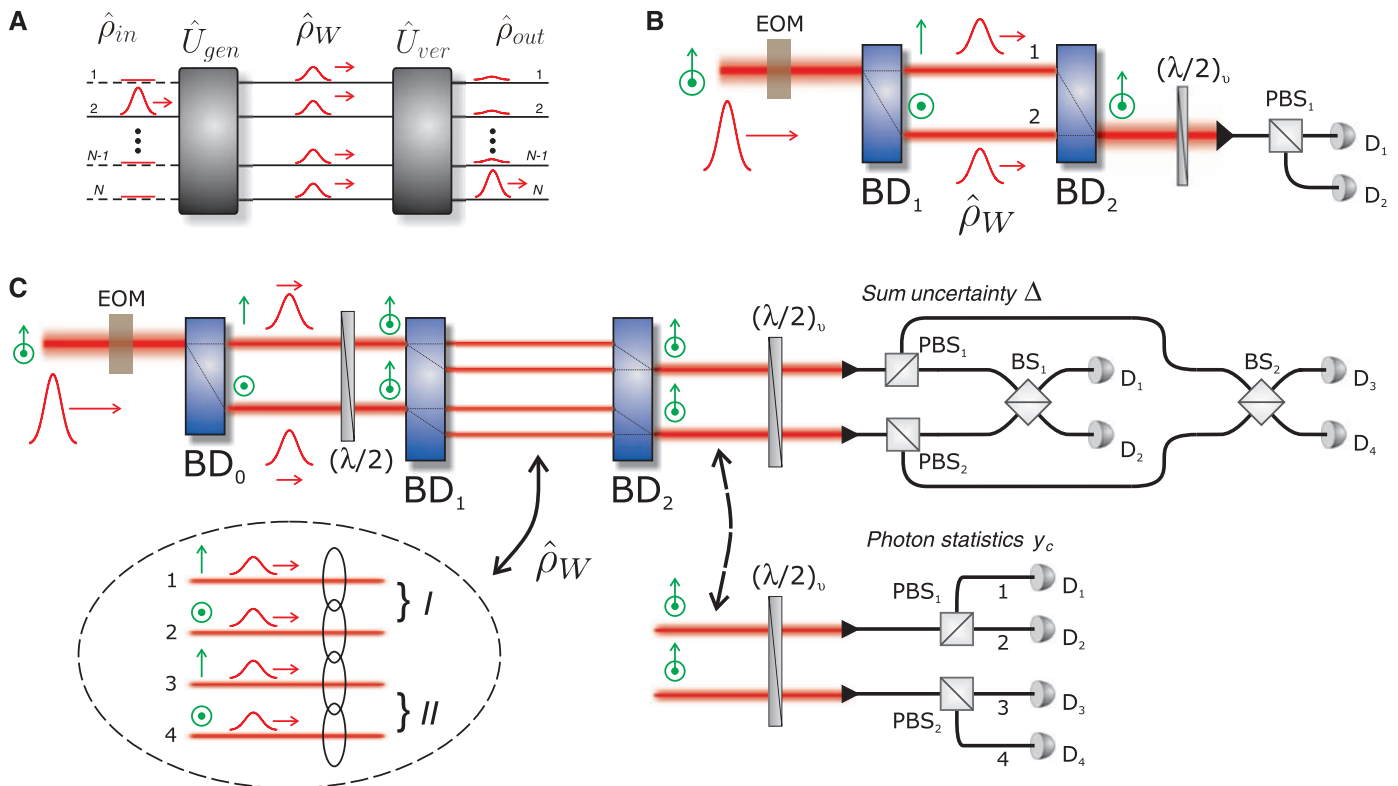 A
ρ̂in
Ûgen
ρ̂W
Ûver
ρ̂out
1
1
2
2
N-1
N-1
N
N
B
EOM
1
2
(λ/2)υ
PBS1
D1
D2
BD1
BD2
ρ̂W
C
EOM
(λ/2)υ
Sum uncertainty Δ
PBS1
BS1
BS2
D1
D3
D2
D4
PBS2
BD0
(λ/2)
BD1
BD2
ρ̂W
1
2
3
4
} I
} II
Photon statistics yc
(λ/2)υ
PBS1
1
D1
2
D2
3
D3
PBS2
4
D4